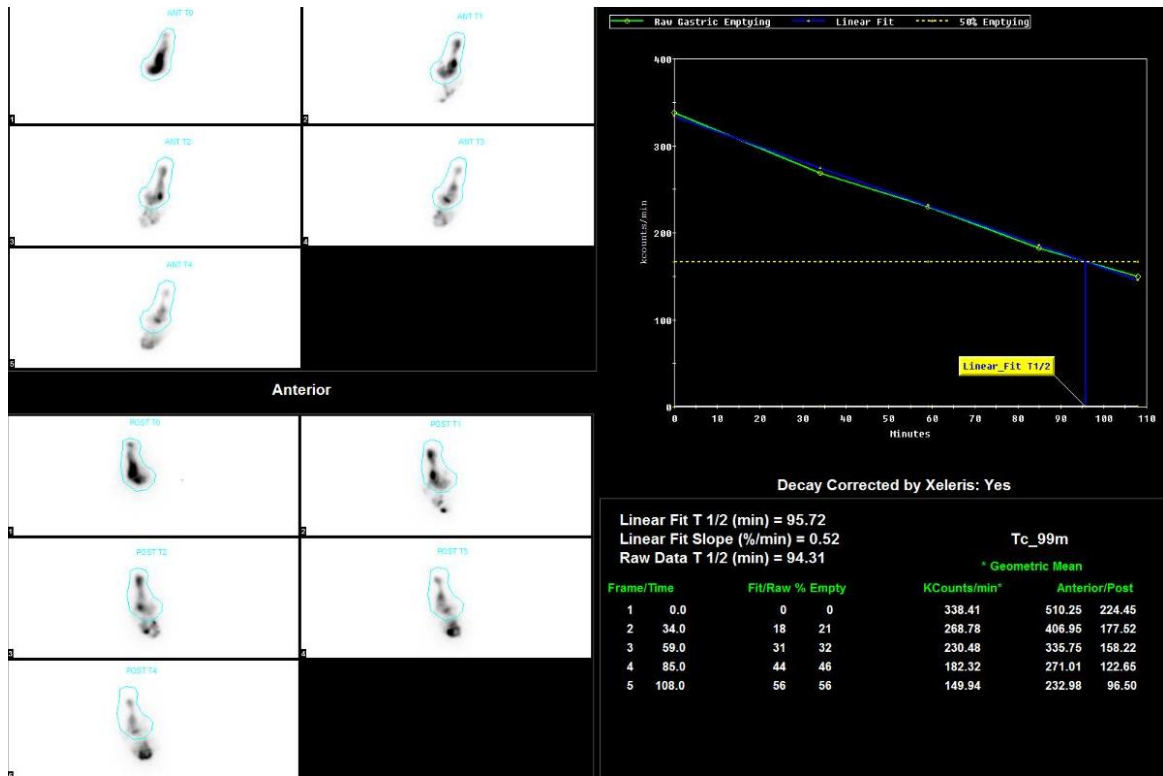 ANT T0
1
ANT T1
2
ANT T2
3
ANT T3
4
ANT T4
5
Anterior
POST T0
1
POST T1
2
POST T2
3
POST T3
4
POST T4
Raw Gastric Emptying Linear Fit 50% Emptying
400
300
200
100
0
kcounts/min
Linear_Fit T1/2
0 10 20 30 40 50 60 70 80 90 100 110
Minutes
Decay Corrected by Xeleris: Yes
Linear Fit T 1/2 (min) = 95.72
Linear Fit Slope (%/min) = 0.52 Tc_99m
Raw Data T 1/2 (min) = 94.31
* Geometric Mean
Frame/Time Fit/Raw % Empty KCounts/min* Anterior/Post
1 0.0 0 0 338.41 510.25 224.45
2 34.0 18 21 268.78 406.95 177.52
3 59.0 31 32 230.48 335.75 158.22
4 85.0 44 46 182.32 271.01 122.65
5 108.0 56 56 149.94 232.98 96.50